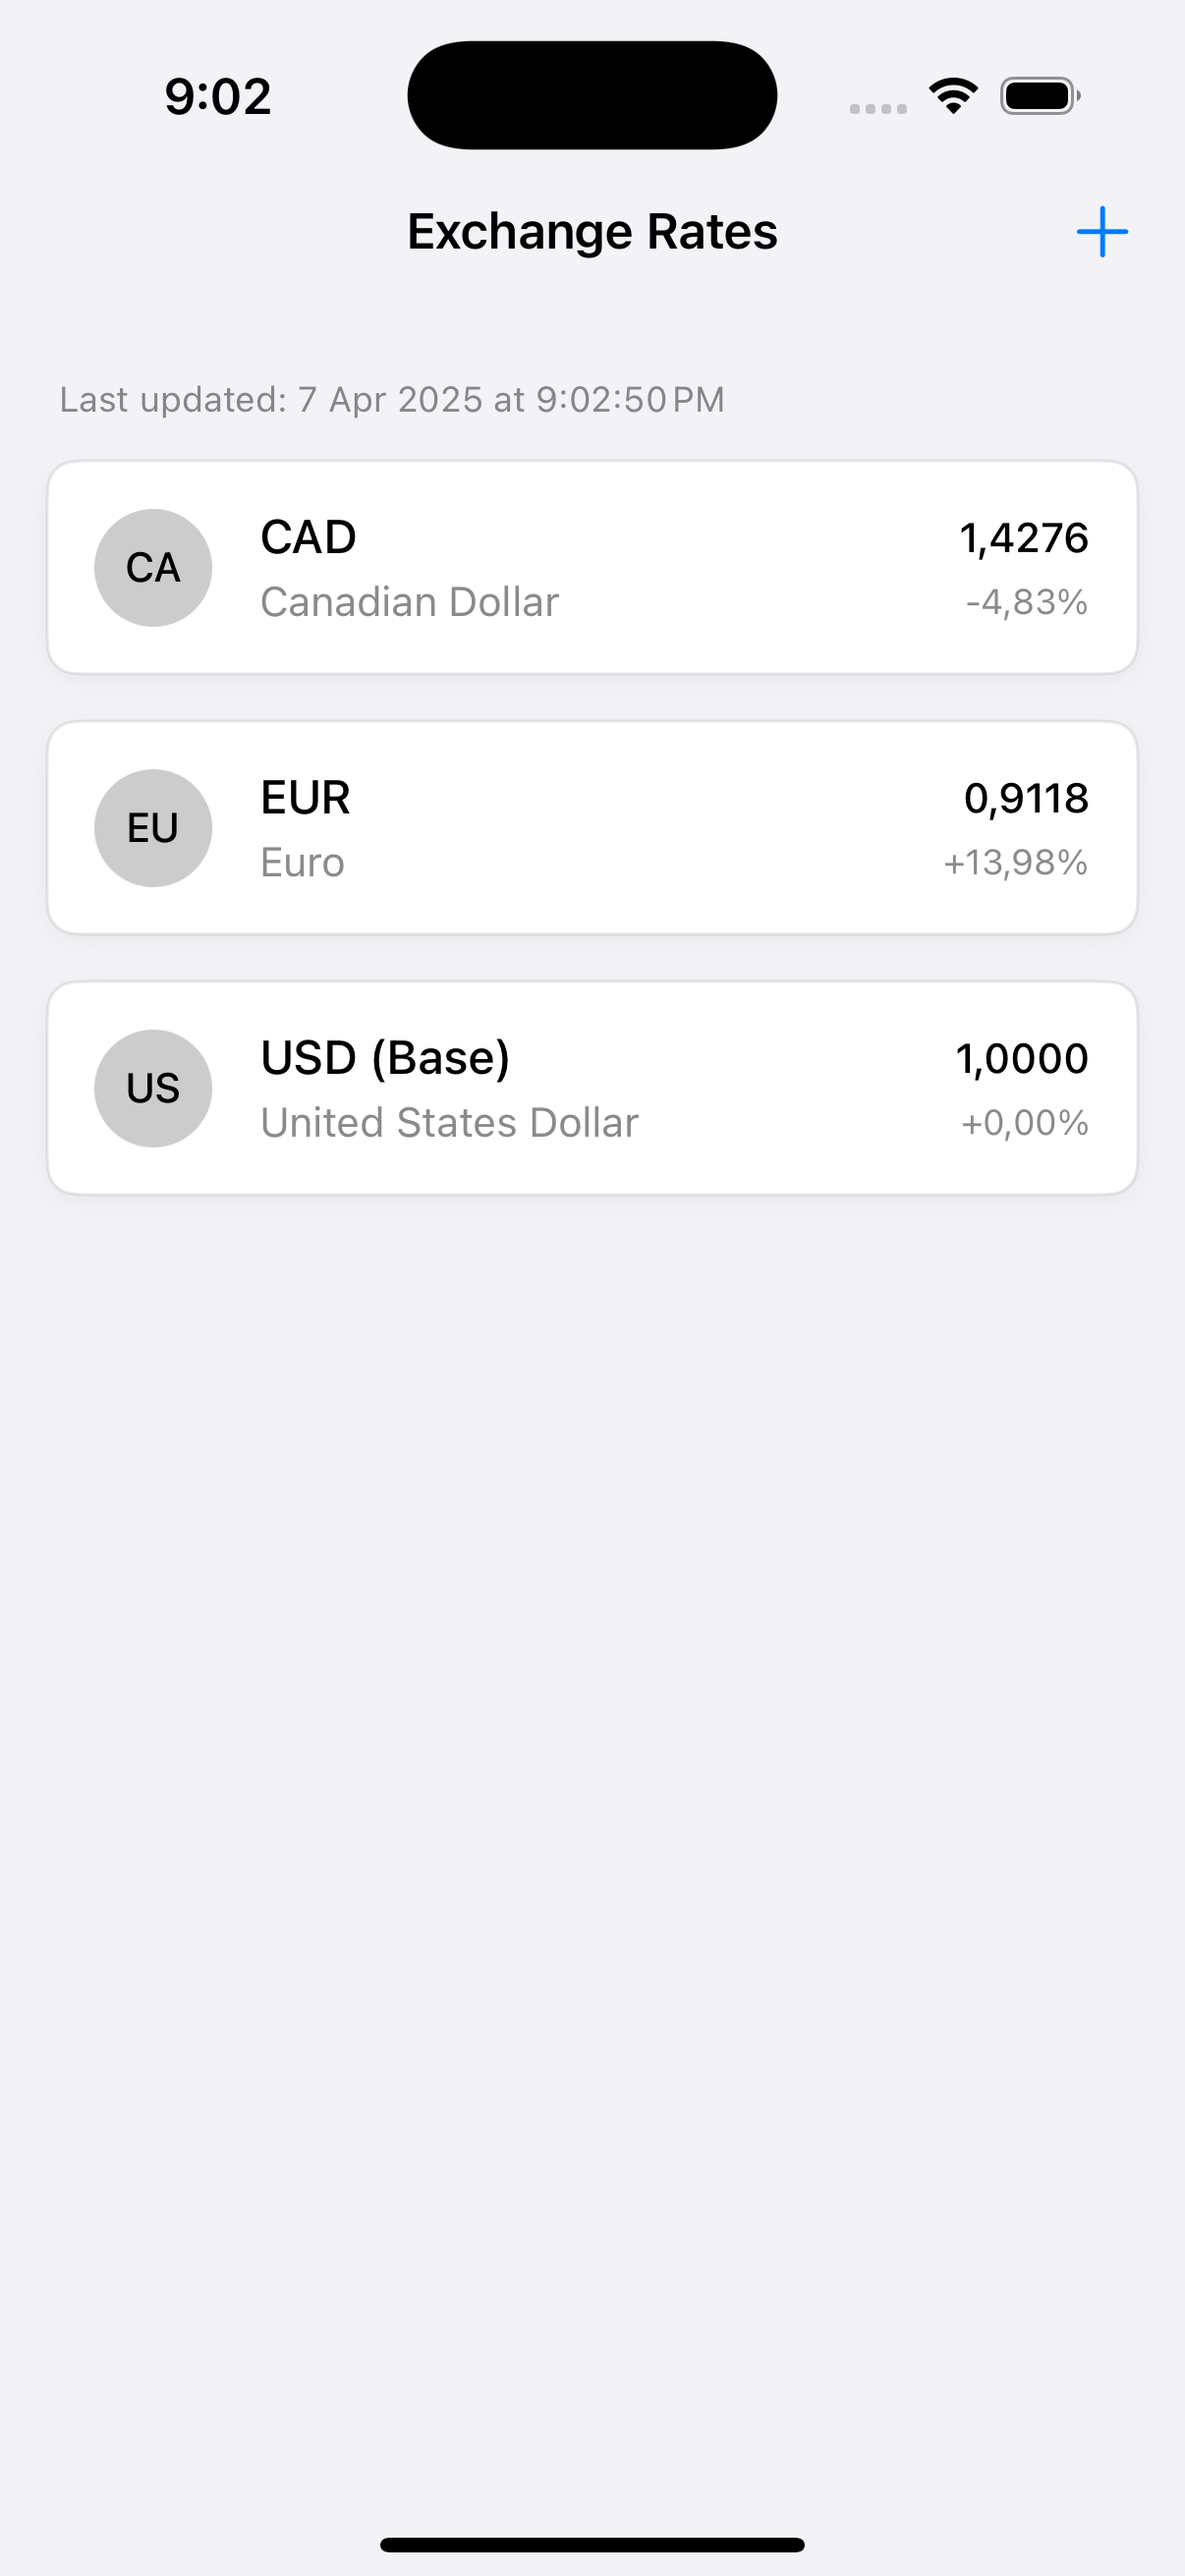 9:02
Exchange Rates
Last updated: 7 Apr 2025 at 9:02:50 PM
CA
CAD
1,4276
Canadian Dollar
-4,83%
EU
EUR
0,9118
Euro
+13,98%
US
USD (Base)
1,0000
United States Dollar
+0,00%